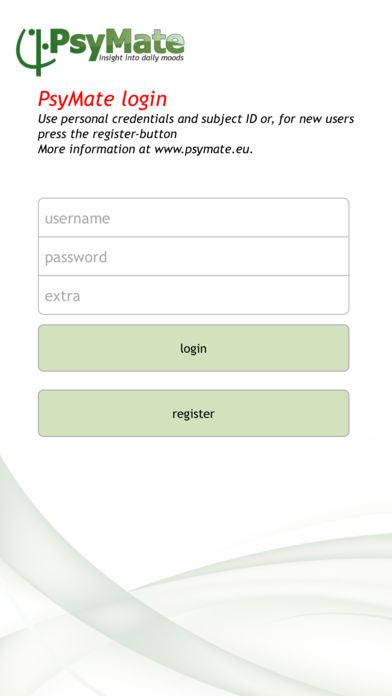 PsyMate
insight into daily moods
PsyMate login
Use personal credentials and subject ID or, for new users
press the register-button
More information at www.psymate.eu.
username
password
extra
login
register